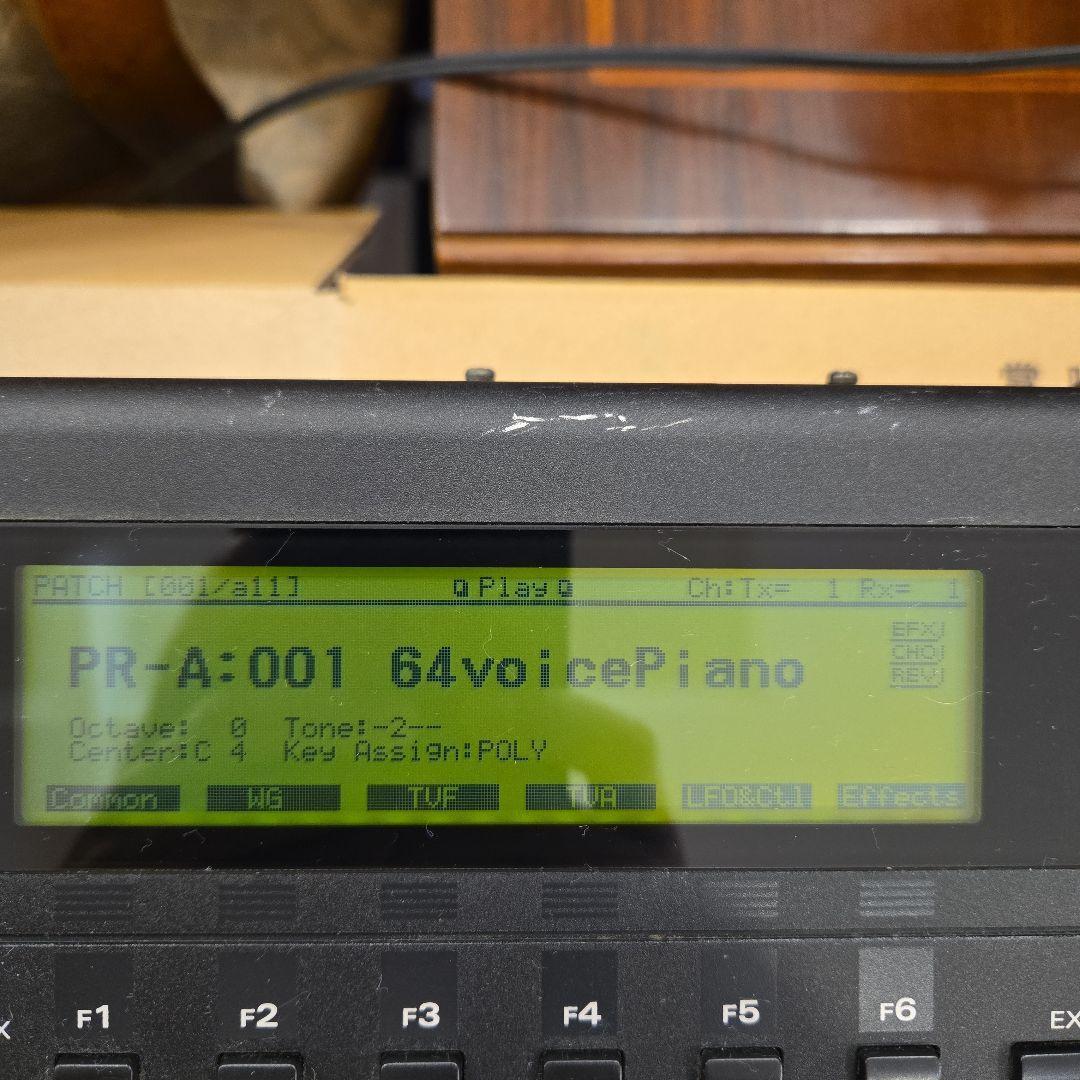 PATCH [001/all] Play Ch:Tx= 1 Rx= 1
PR-A:001 64voicePiano
EFX♪
CHO♪
REV♪
Octave: 0 Tone:-2--
Center:C 4 Key Assign:POLY
Common WG TVF TVA LFO&Ctl Effects
F1 F2 F3 F4 F5 F6